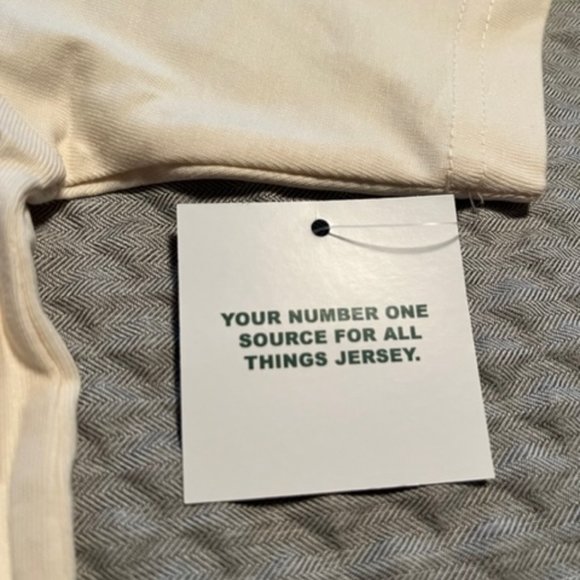 YOUR NUMBER ONE
SOURCE FOR ALL
THINGS JERSEY.